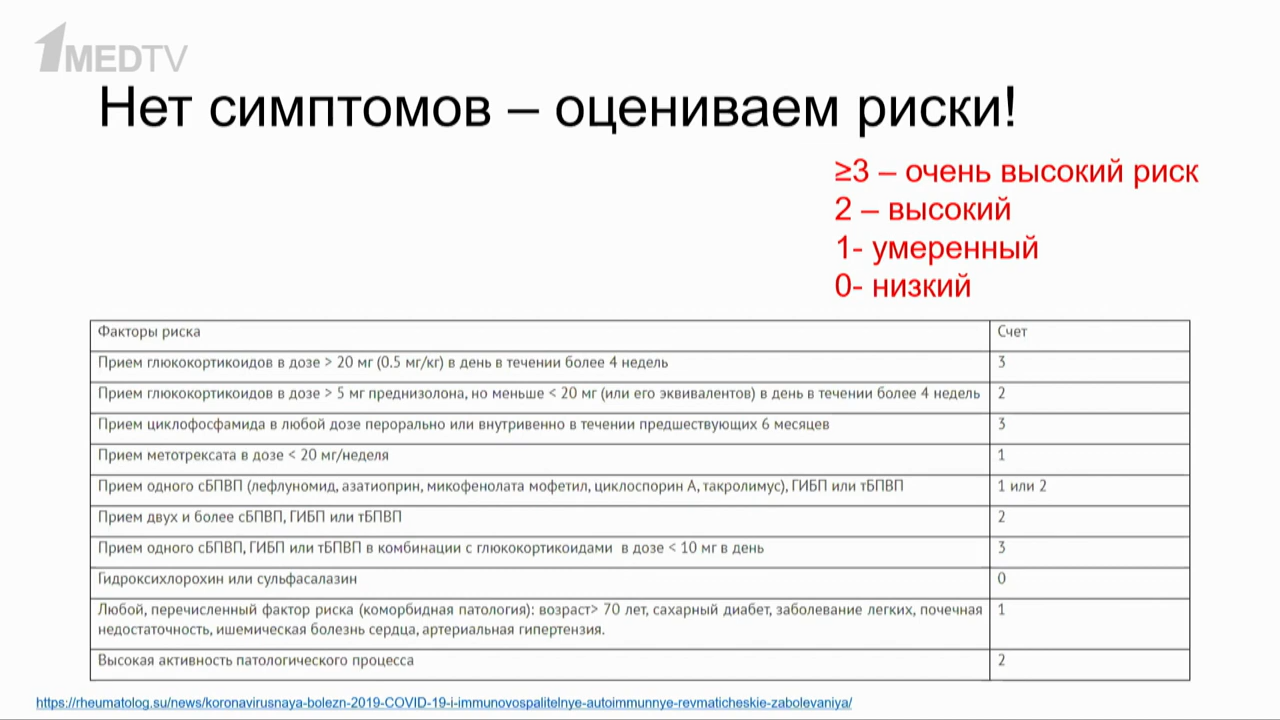 1MEDTV
Нет симптомов – оцениваем риски!
≥3 – очень высокий риск
2 – высокий
1- умеренный
0- низкий
Факторы риска Счет
Прием глюкокортикоидов в дозе > 20 мг (0.5 мг/кг) в день в течении более 4 недель 3
Прием глюкокортикоидов в дозе > 5 мг преднизолона, но меньше < 20 мг (или его эквивалентов) в день в течении более 4 недель 2
Прием циклофосфамида в любой дозе перорально или внутривенно в течении предшествующих 6 месяцев 3
Прием метотрексата в дозе < 20 мг/неделя 1
Прием одного сБПВП (лефлуномид, азатиоприн, микофенолата мофетил, циклоспорин А, такролимус), ГИБП или тБПВП 1 или 2
Прием двух и более сБПВП, ГИБП или тБПВП 2
Прием одного сБПВП, ГИБП или тБПВП в комбинации с глюкокортикоидами в дозе < 10 мг в день 3
Гидроксихлорохин или сульфасалазин 0
Любой, перечисленный фактор риска (коморбидная патология): возраст> 70 лет, сахарный диабет, заболевание легких, почечная 1
недостаточность, ишемическая болезнь сердца, артериальная гипертензия.
Высокая активность патологического процесса 2
https://rheumatolog.su/news/koronavirusnaya-bolezn-2019-COVID-19-i-immunovospalitelnye-autoimmunnye-revmaticheskie-zabolevaniya/